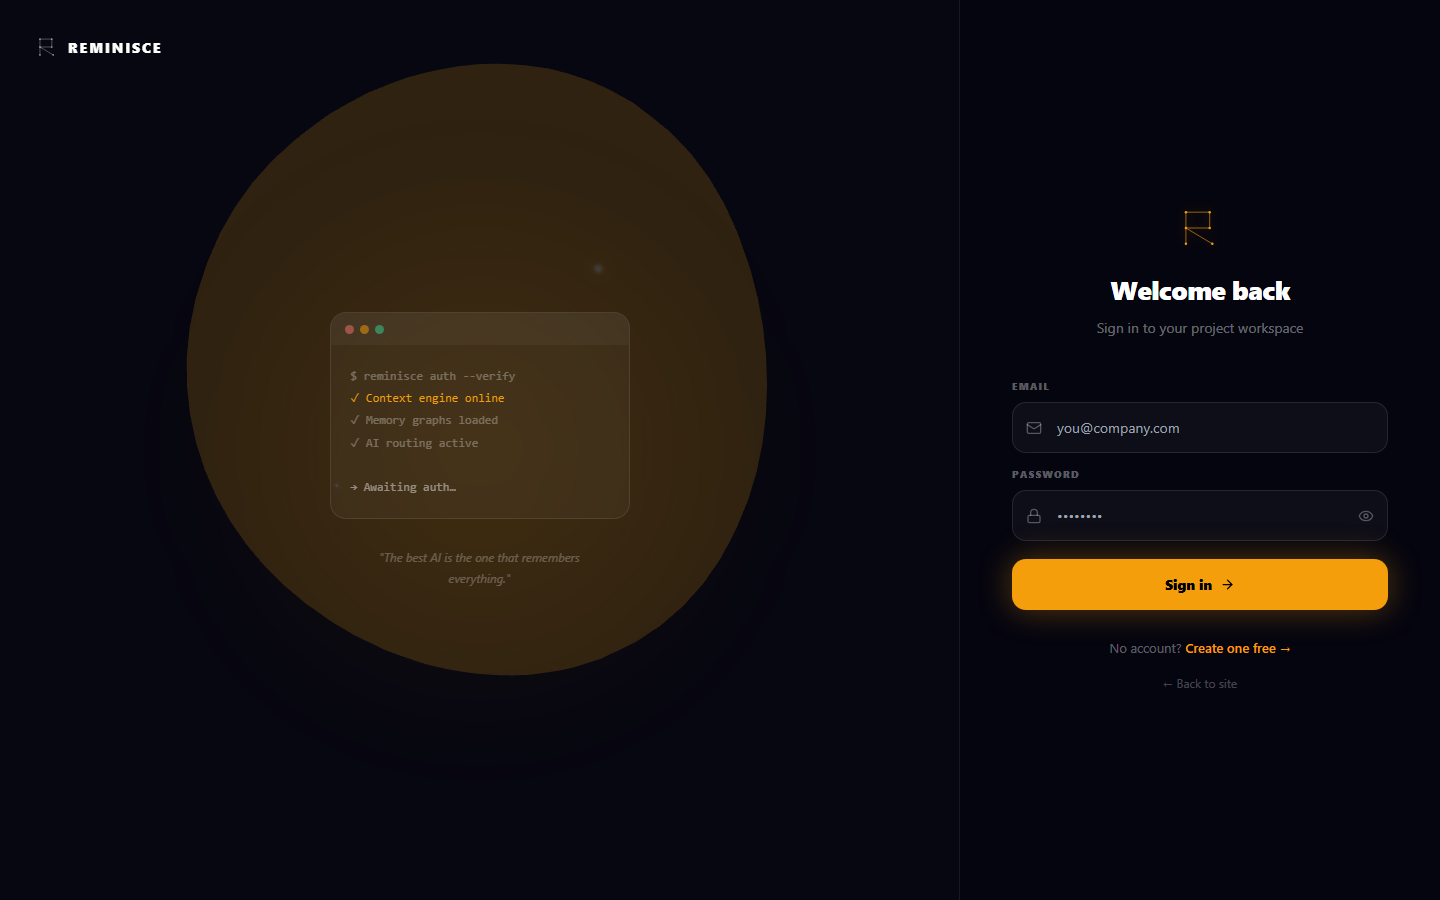 REMINISCE
$ reminisce auth --verify
✓ Context engine online
✓ Memory graphs loaded
✓ AI routing active
→ Awaiting auth…
"The best AI is the one that remembers
everything."
Welcome back
Sign in to your project workspace
EMAIL
you@company.com
PASSWORD
••••••••
Sign in →
No account? Create one free →
← Back to site